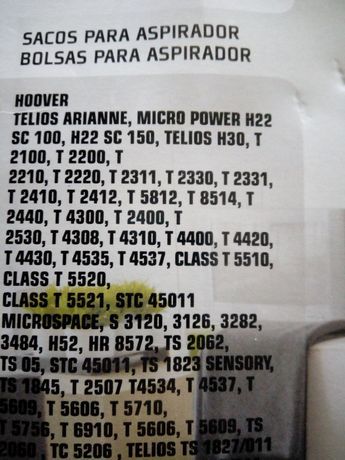 SACOS PARA ASPIRADOR
BOLSAS PARA ASPIRADOR
HOOVER
TELIOS ARIANNE, MICRO POWER H22
SC 100, H22 SC 150, TELIOS H30, T
2100, T 2200, T
2210, T 2220, T 2311, T 2330, T 2331,
T 2410, T 2412, T 5812, T 8514, T
2440, T 4300, T 2400, T
2530, T 4308, T 4310, T 4400, T 4420,
T 4430, T 4535, T 4537, CLASS T 5510,
CLASS T 5520,
CLASS T 5521, STC 45011
MICROSPACE, S 3120, 3126, 3282,
3484, H52, HR 8572, TS 2062,
TS 05, STC 45011, TS 1823 SENSORY,
TS 1845, T 2507 T4534, T 4537, T
5609, T 5606, T 5710,
T 5756, T 6910, T 5606, T 5609, TS
2060, TC 5206 , TELIOS TS 1827/011